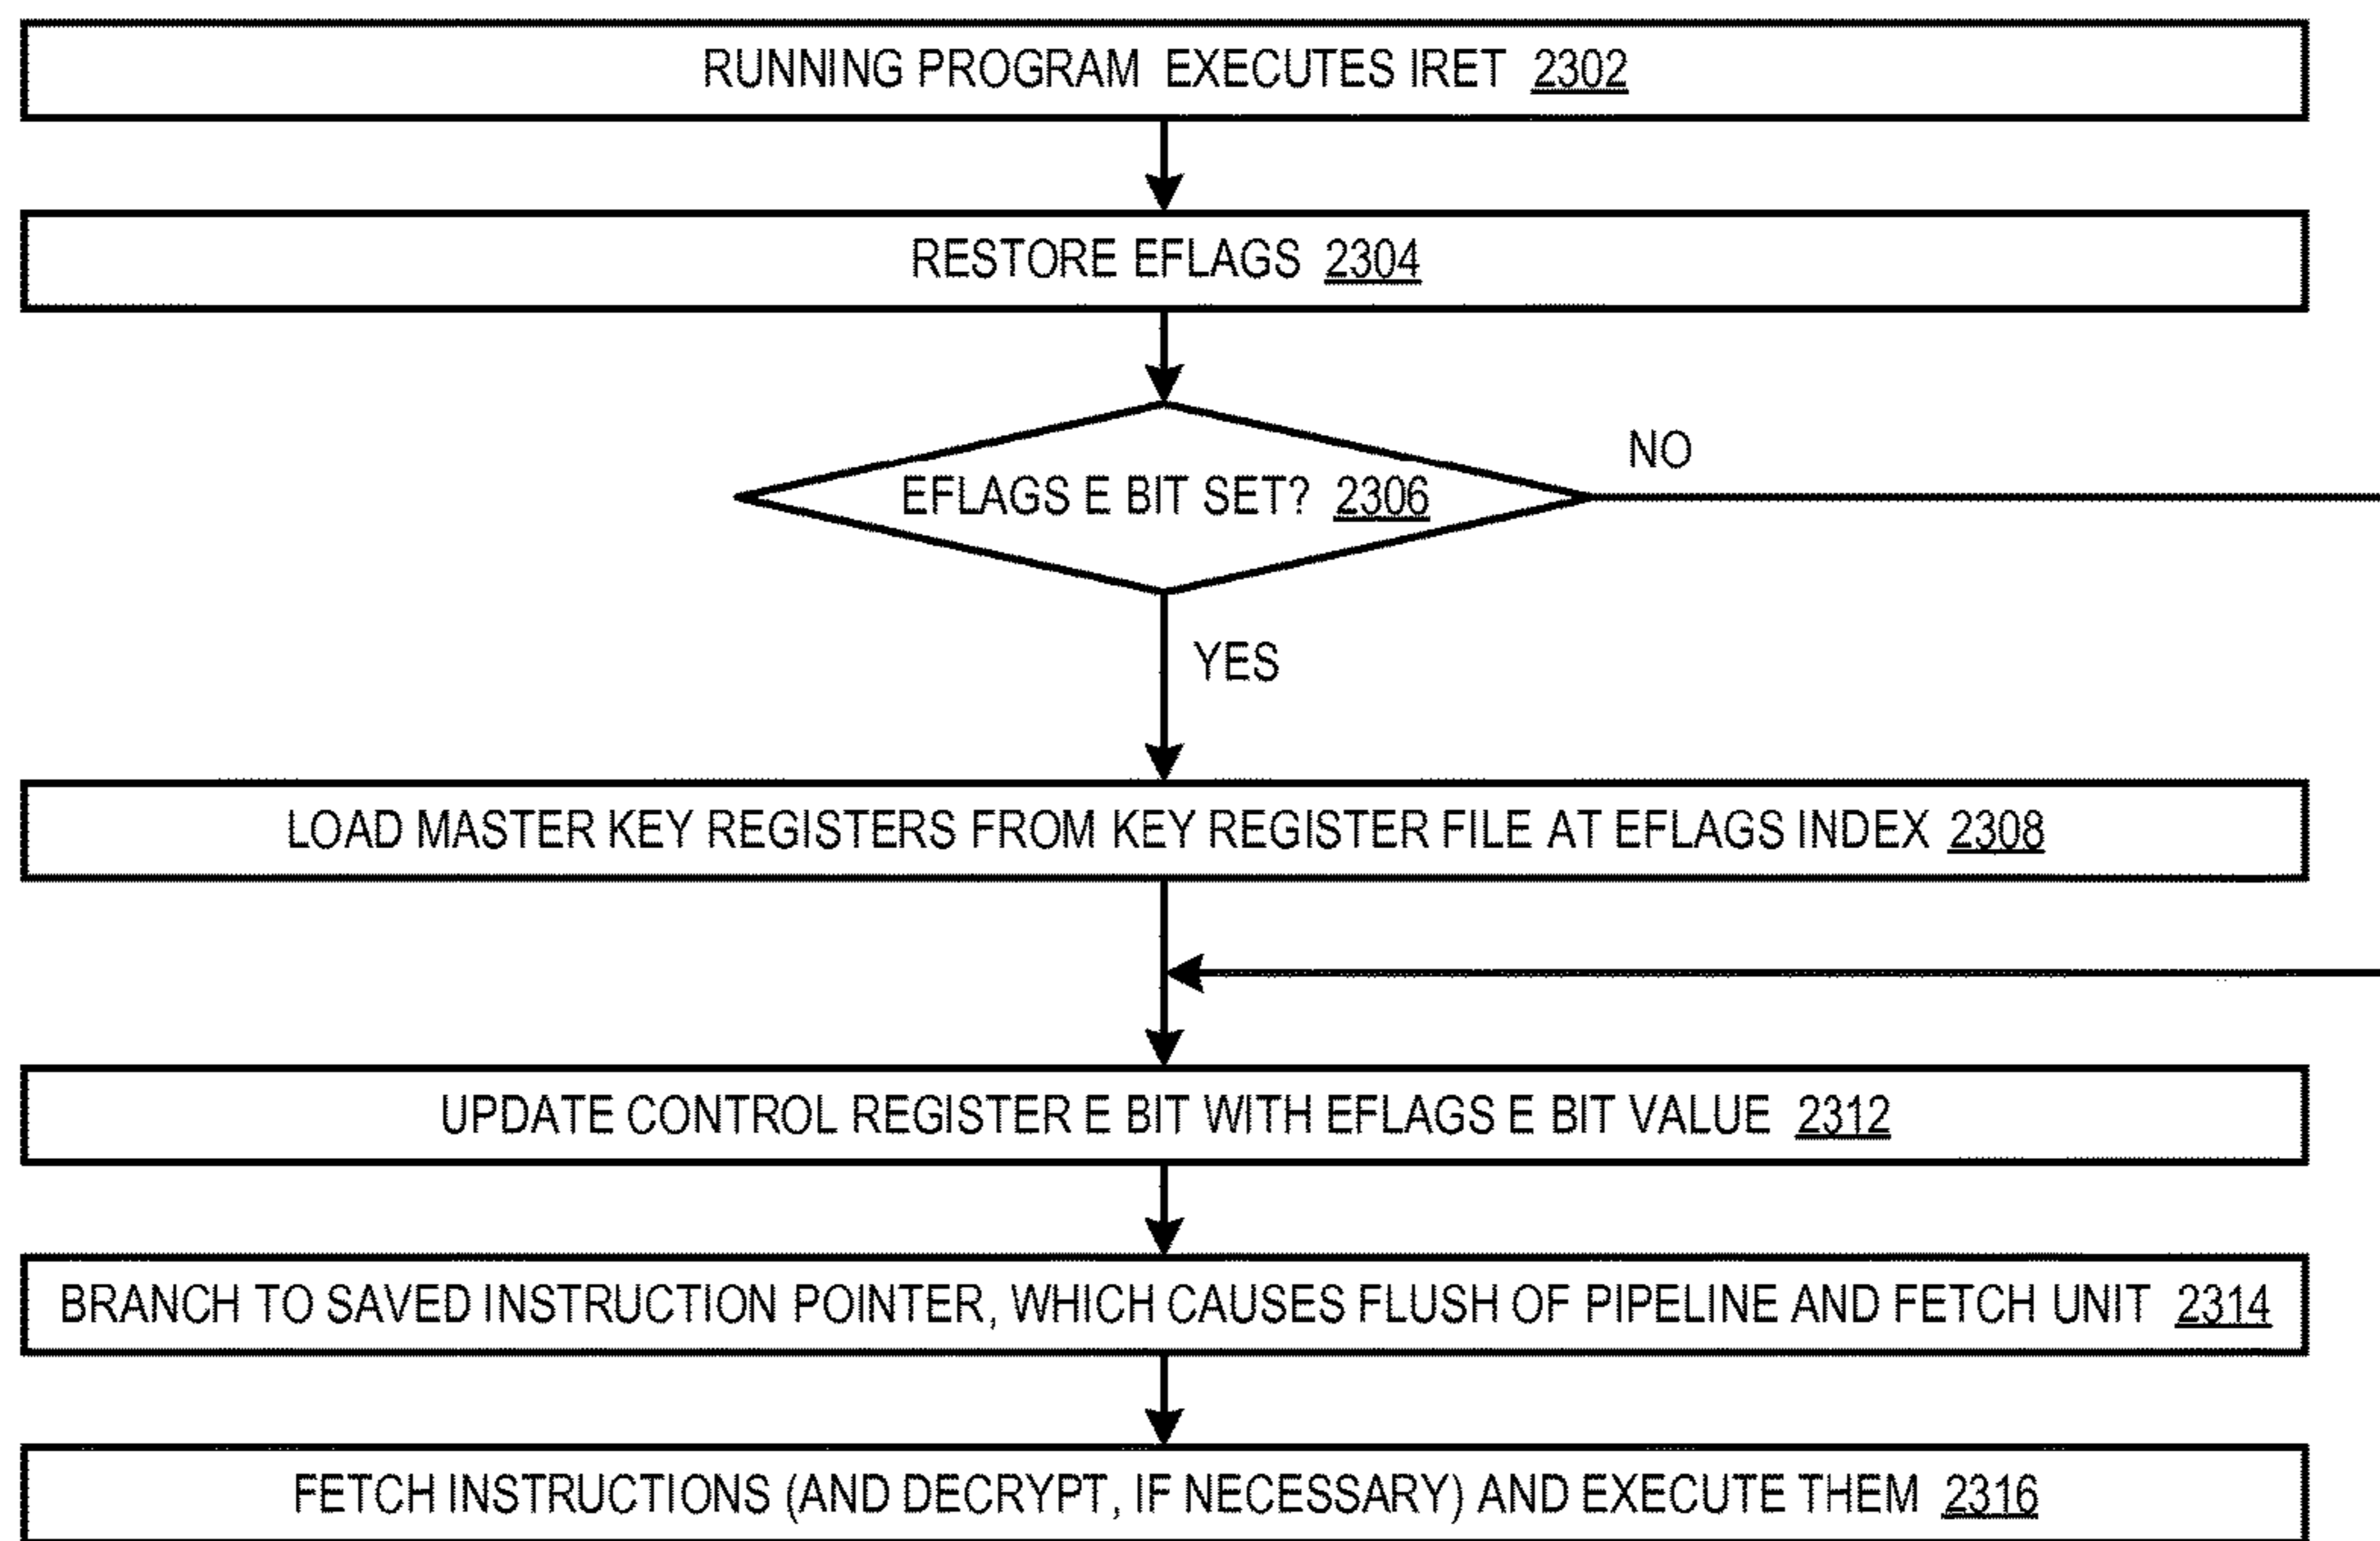 RUNNING PROGRAM EXECUTES IRET 2302
RESTORE EFLAGS 2304
NO
EFLAGS E BIT SET? 2306
YES
LOAD MASTER KEY REGISTERS FROM KEY REGISTER FILE AT EFLAGS INDEX 2308
UPDATE CONTROL REGISTER E BIT WITH EFLAGS E BIT VALUE 2312
BRANCH TO SAVED INSTRUCTION POINTER, WHICH CAUSES FLUSH OF PIPELINE AND FETCH UNIT 2314
FETCH INSTRUCTIONS (AND DECRYPT, IF NECESSARY) AND EXECUTE THEM 2316